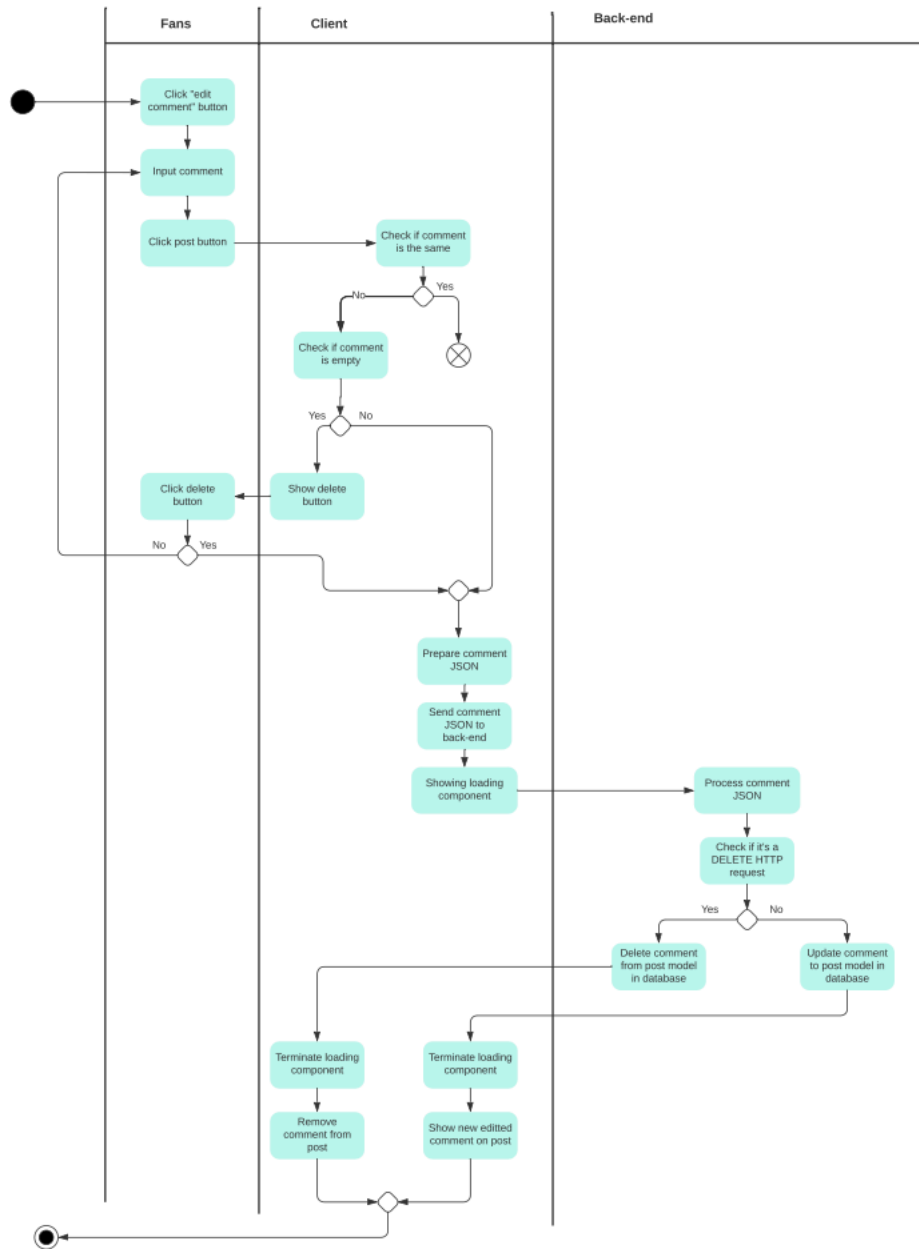 Fans
Client
Back-end
Click "edit
comment" button
Input comment
Click post button
Check if comment
is the same
No
Yes
Check if comment
is empty
Yes
No
Click delete
button
Show delete
button
No
Yes
Prepare comment
JSON
Send comment
JSON to
back-end
Showing loading
component
Process comment
JSON
Check if it's a
DELETE HTTP
request
Yes
No
Delete comment
from post model
in database
Update comment
to post model in
database
Terminate loading
component
Terminate loading
component
Remove
comment from
post
Show new editted
comment on post